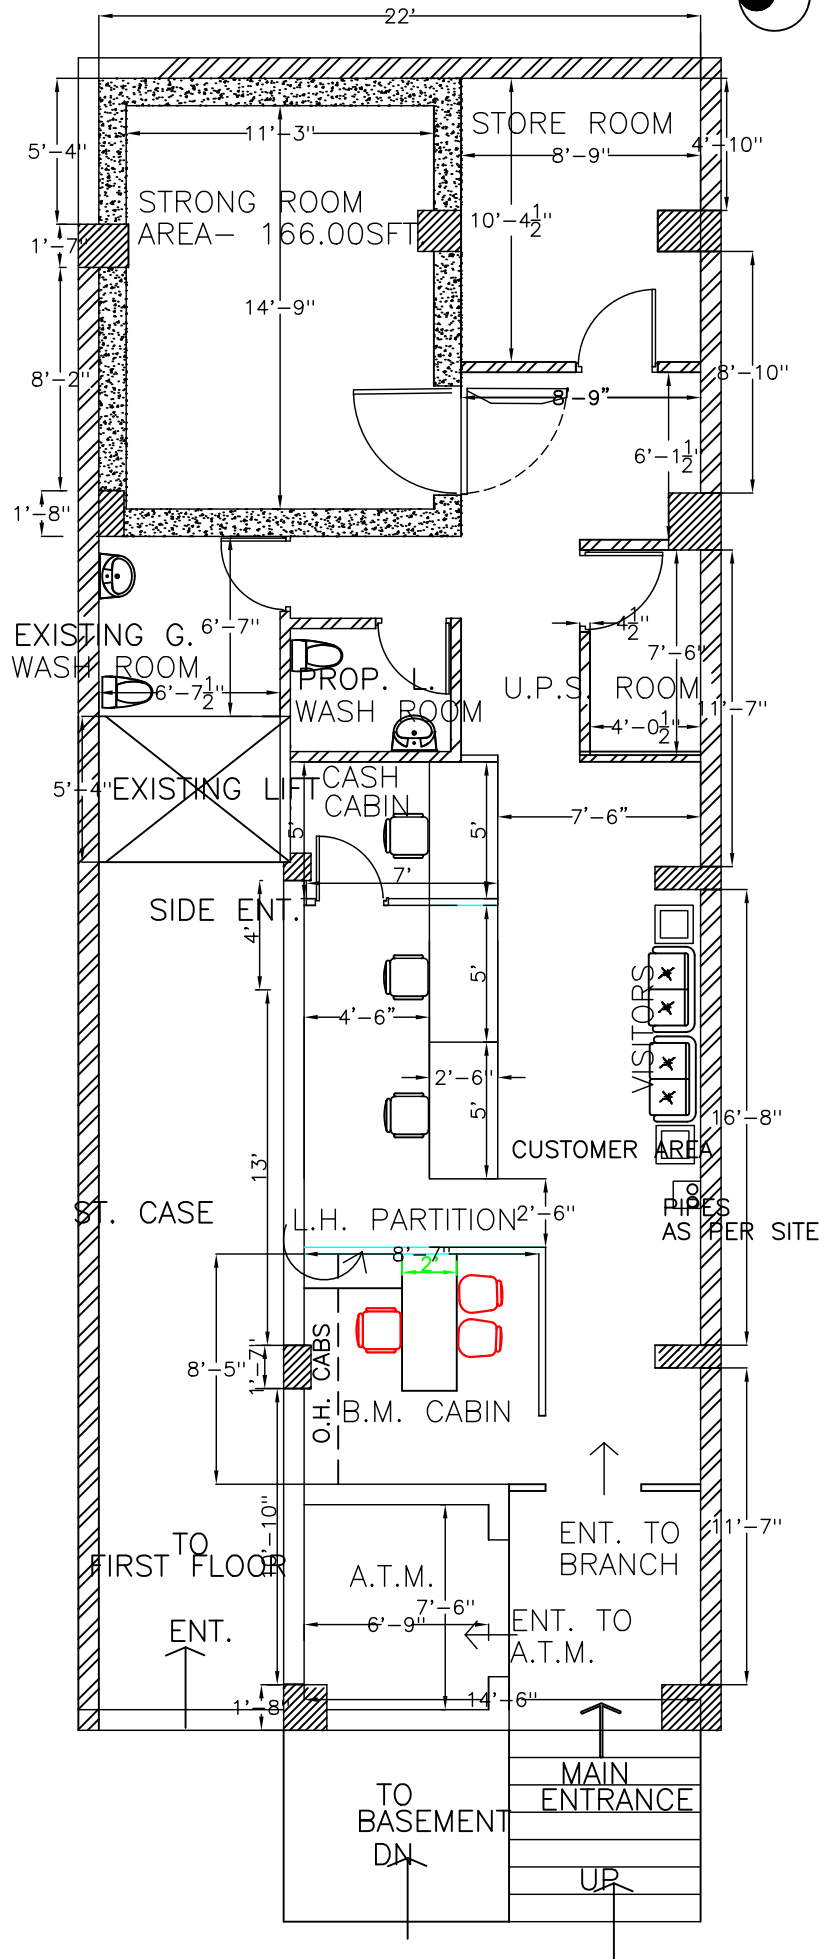 22'
STORE ROOM
11'-3"
5'-4"
4'-10"
8'-9"
STRONG ROOM
AREA- 166.00SFT
10'-4½"
1'-7"
14'-9"
8'-2"
8'-10"
8'-9"
6'-1½"
1'-8"
6'-7"
4½"
EXISTING G.
WASH ROOM
7'-6"
PROP. L.
WASH ROOM
U.P.S. ROOM
6'-7½"
11'-7"
4'-0½"
CASH
CABIN
5'-4"
EXISTING LIFT
7'-6"
5'
5'
7'
SIDE ENT.
4'
5'
VISITORS
4'-6"
2'-6"
5'
16'-8"
CUSTOMER AREA
13'
ST. CASE
L.H. PARTITION
2'-6"
PIPES
AS PER SITE
8'-7"
2'
8'-5"
1'-7"
O.H. CABS
B.M. CABIN
10'-10"
11'-7"
TO
FIRST FLOOR
ENT. TO
BRANCH
A.T.M.
7'-6"
6'-9"
ENT.
ENT. TO
A.T.M.
1'-8"
14'-6"
MAIN
ENTRANCE
TO
BASEMENT
DN
UP